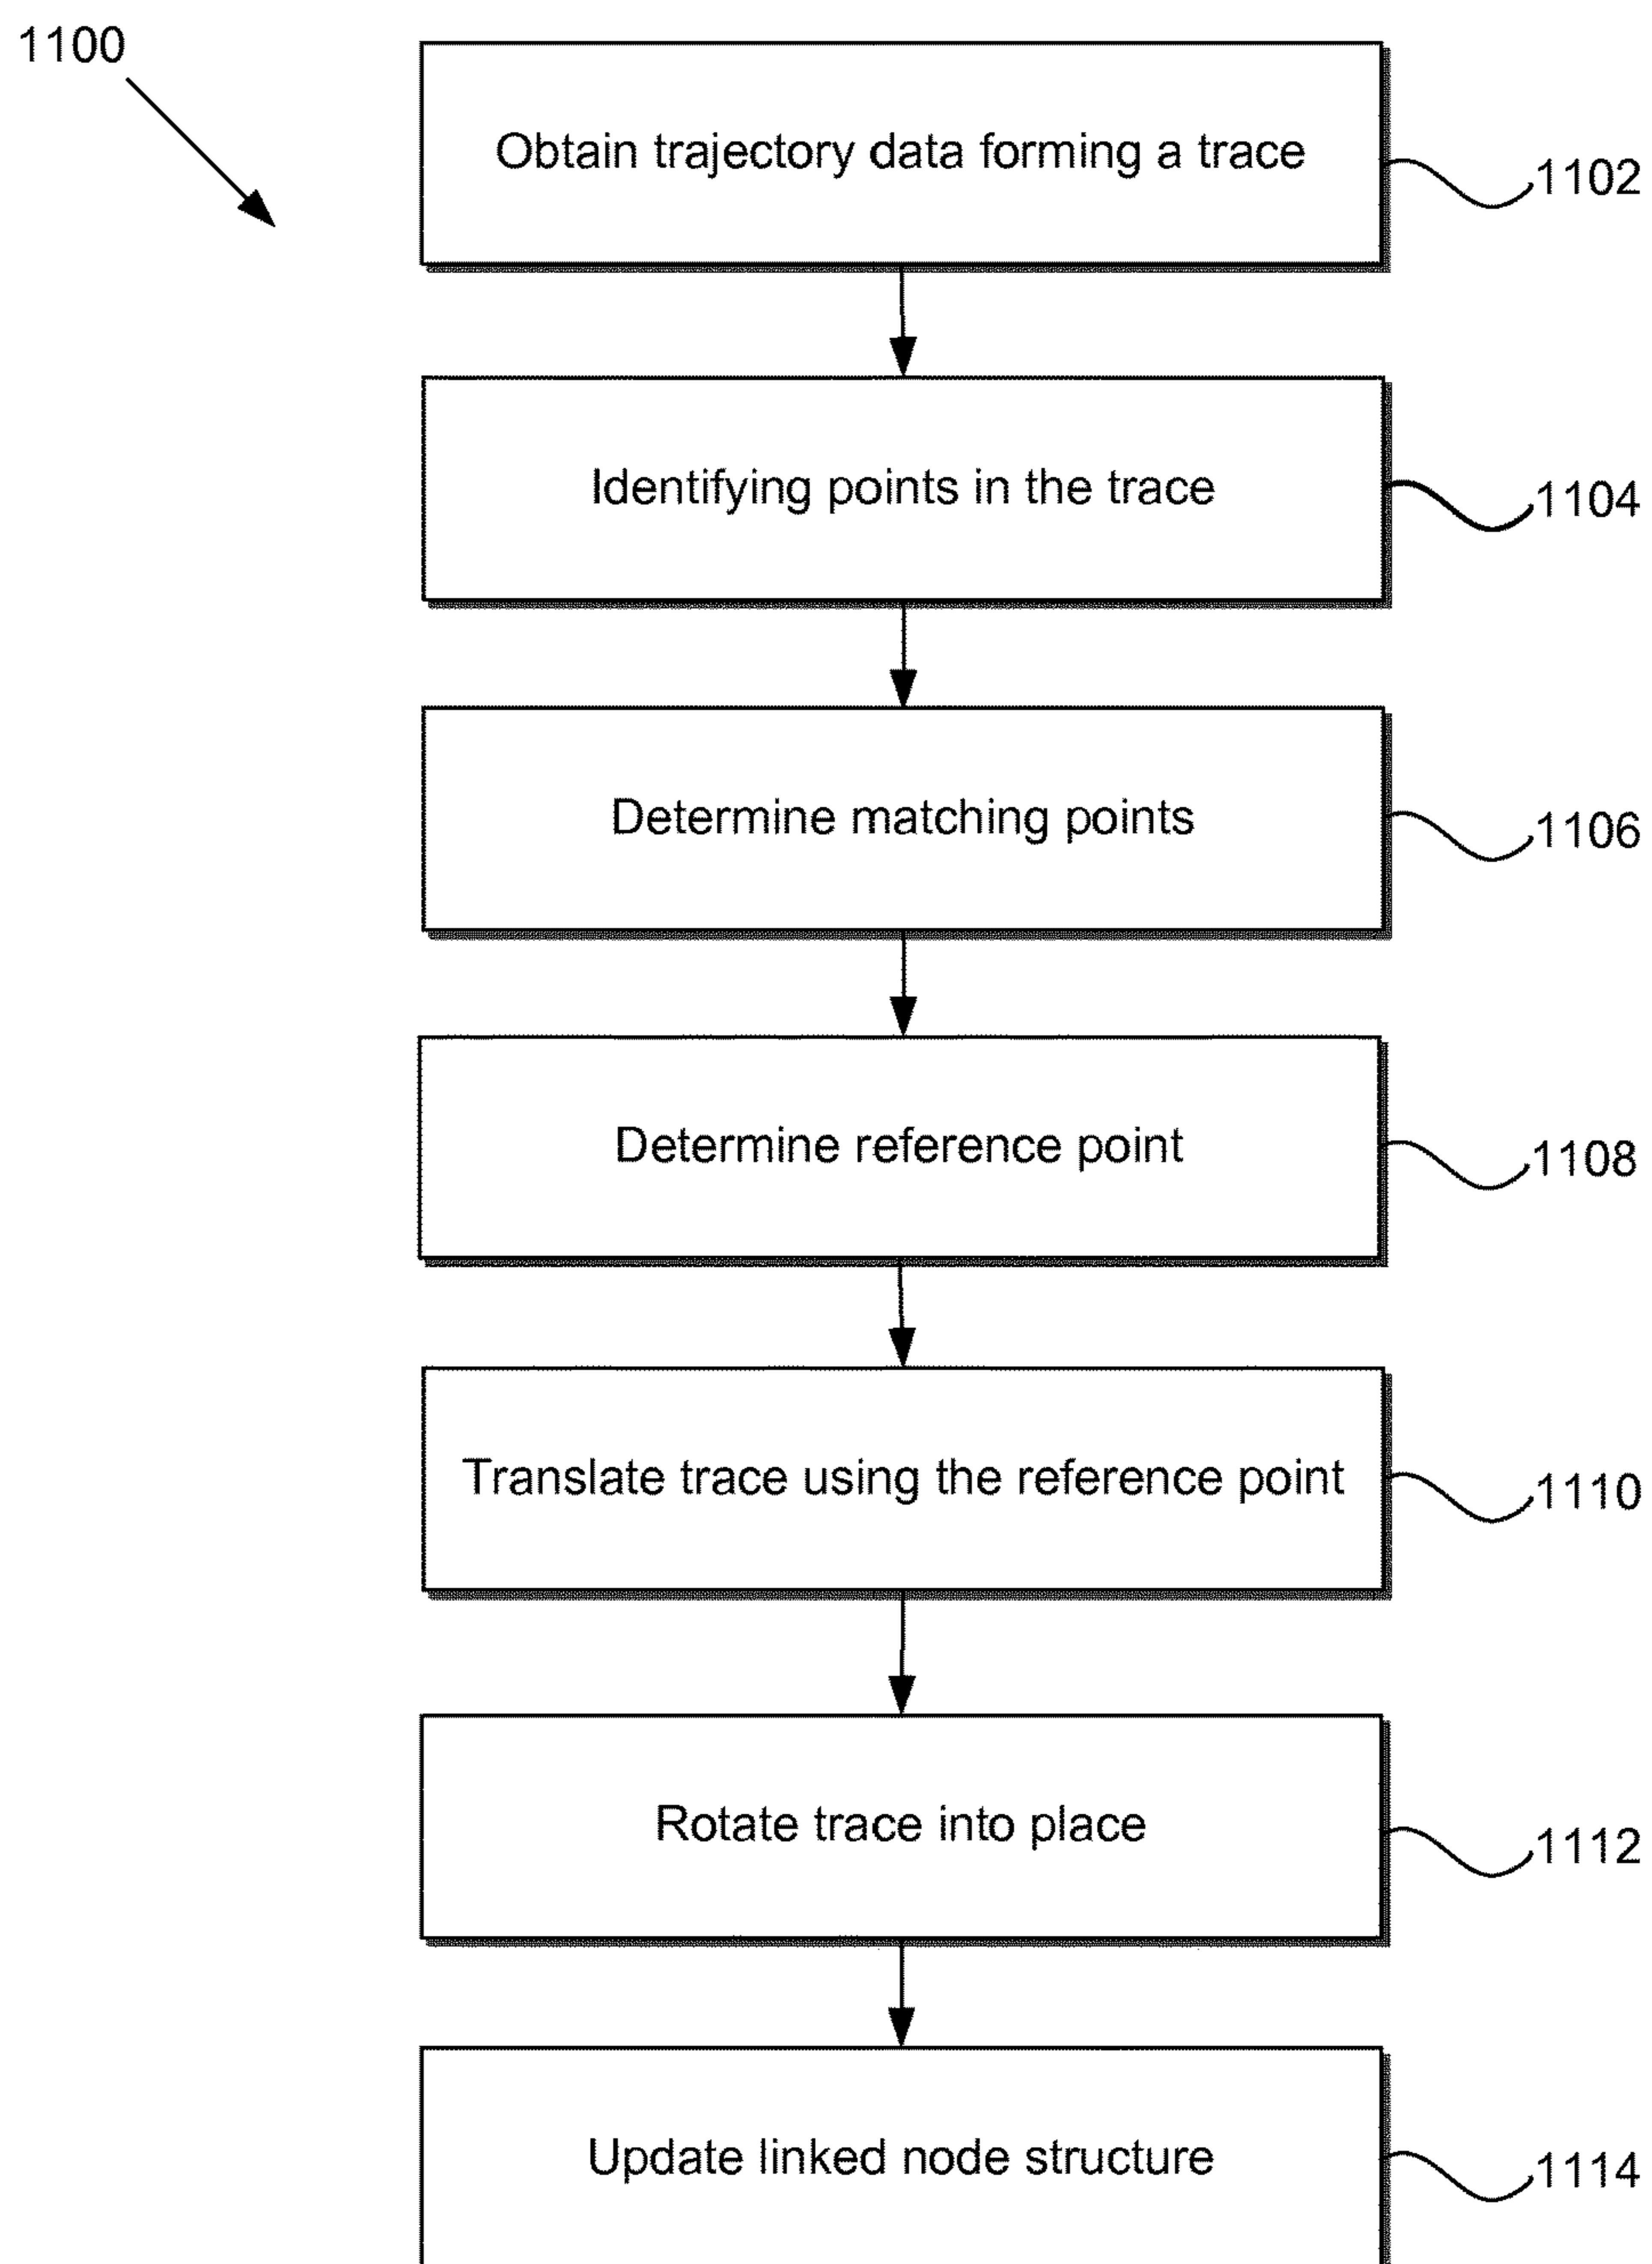 1100
Obtain trajectory data forming a trace
1102
Identifying points in the trace
1104
Determine matching points
1106
Determine reference point
1108
Translate trace using the reference point
1110
Rotate trace into place
1112
Update linked node structure
1114